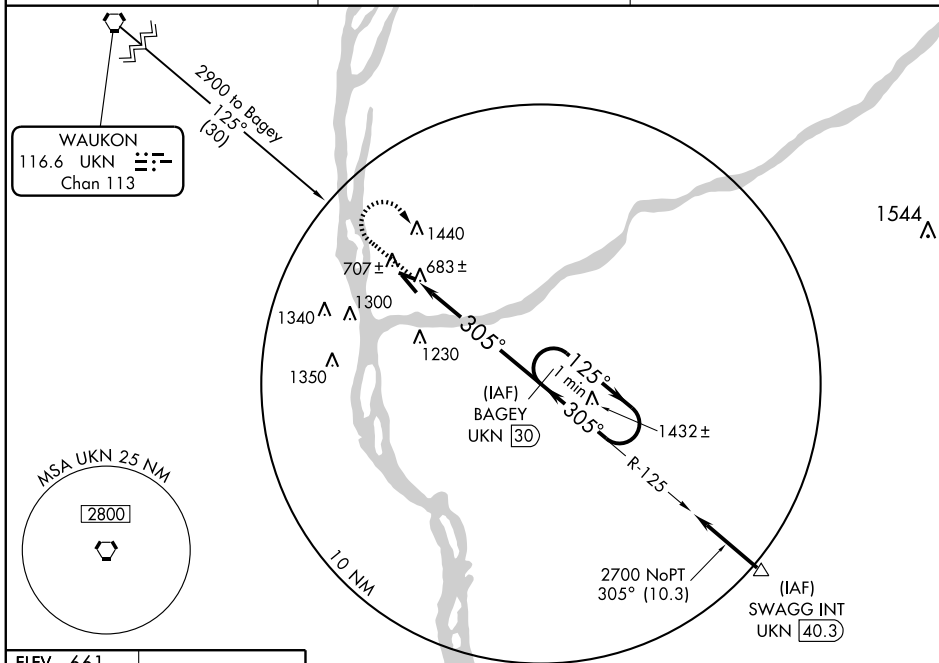 2900 to Bagey
125°
(30)
WAUKON
116.6 UKN
Chan 113
1544
1440
707±
683±
1340
1300
1230
1350
305°
125°
1 min
305°
(IAF)
BAGEY
UKN 30
1432±
R-125
MSA UKN 25 NM
2800
10 NM
2700 NoPT
305° (10.3)
(IAF)
SWAGG INT
UKN 40.3
ELEV 661